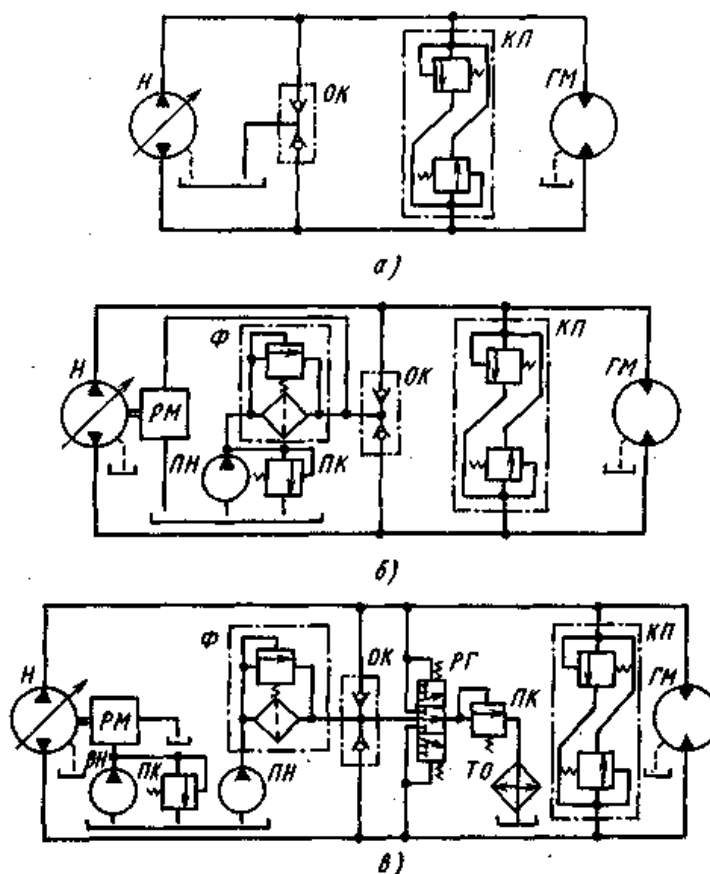 Н
ОК
КП
ГМ
а)
Н
РМ
Ф
ПН
ПК
ОК
КП
ГМ
б)
Н
РМ
ВН
ПК
Ф
ПН
ОК
РГ
ПК
ТО
КП
ГМ
в)